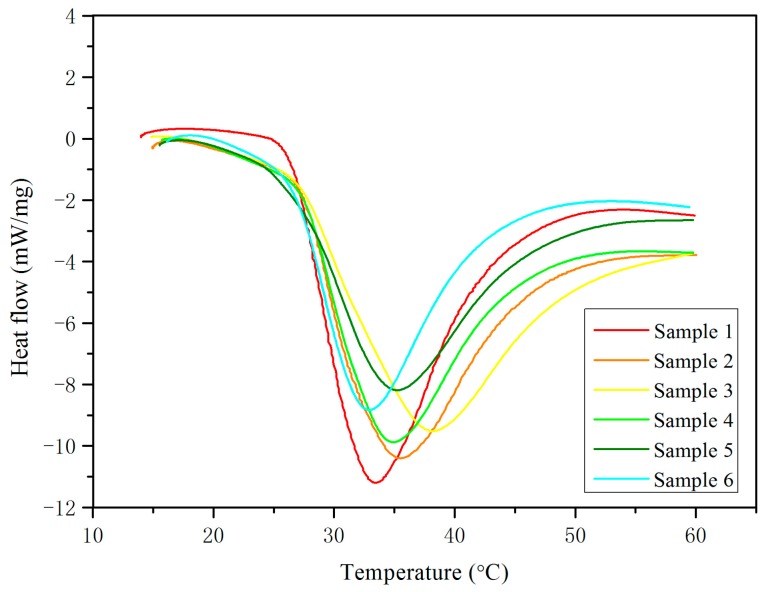 4
2
0
−2
−4
−6
−8
−10
−12
Heat flow (mW/mg)
10
20
30
40
50
60
Temperature (°C)
Sample 1
Sample 2
Sample 3
Sample 4
Sample 5
Sample 6